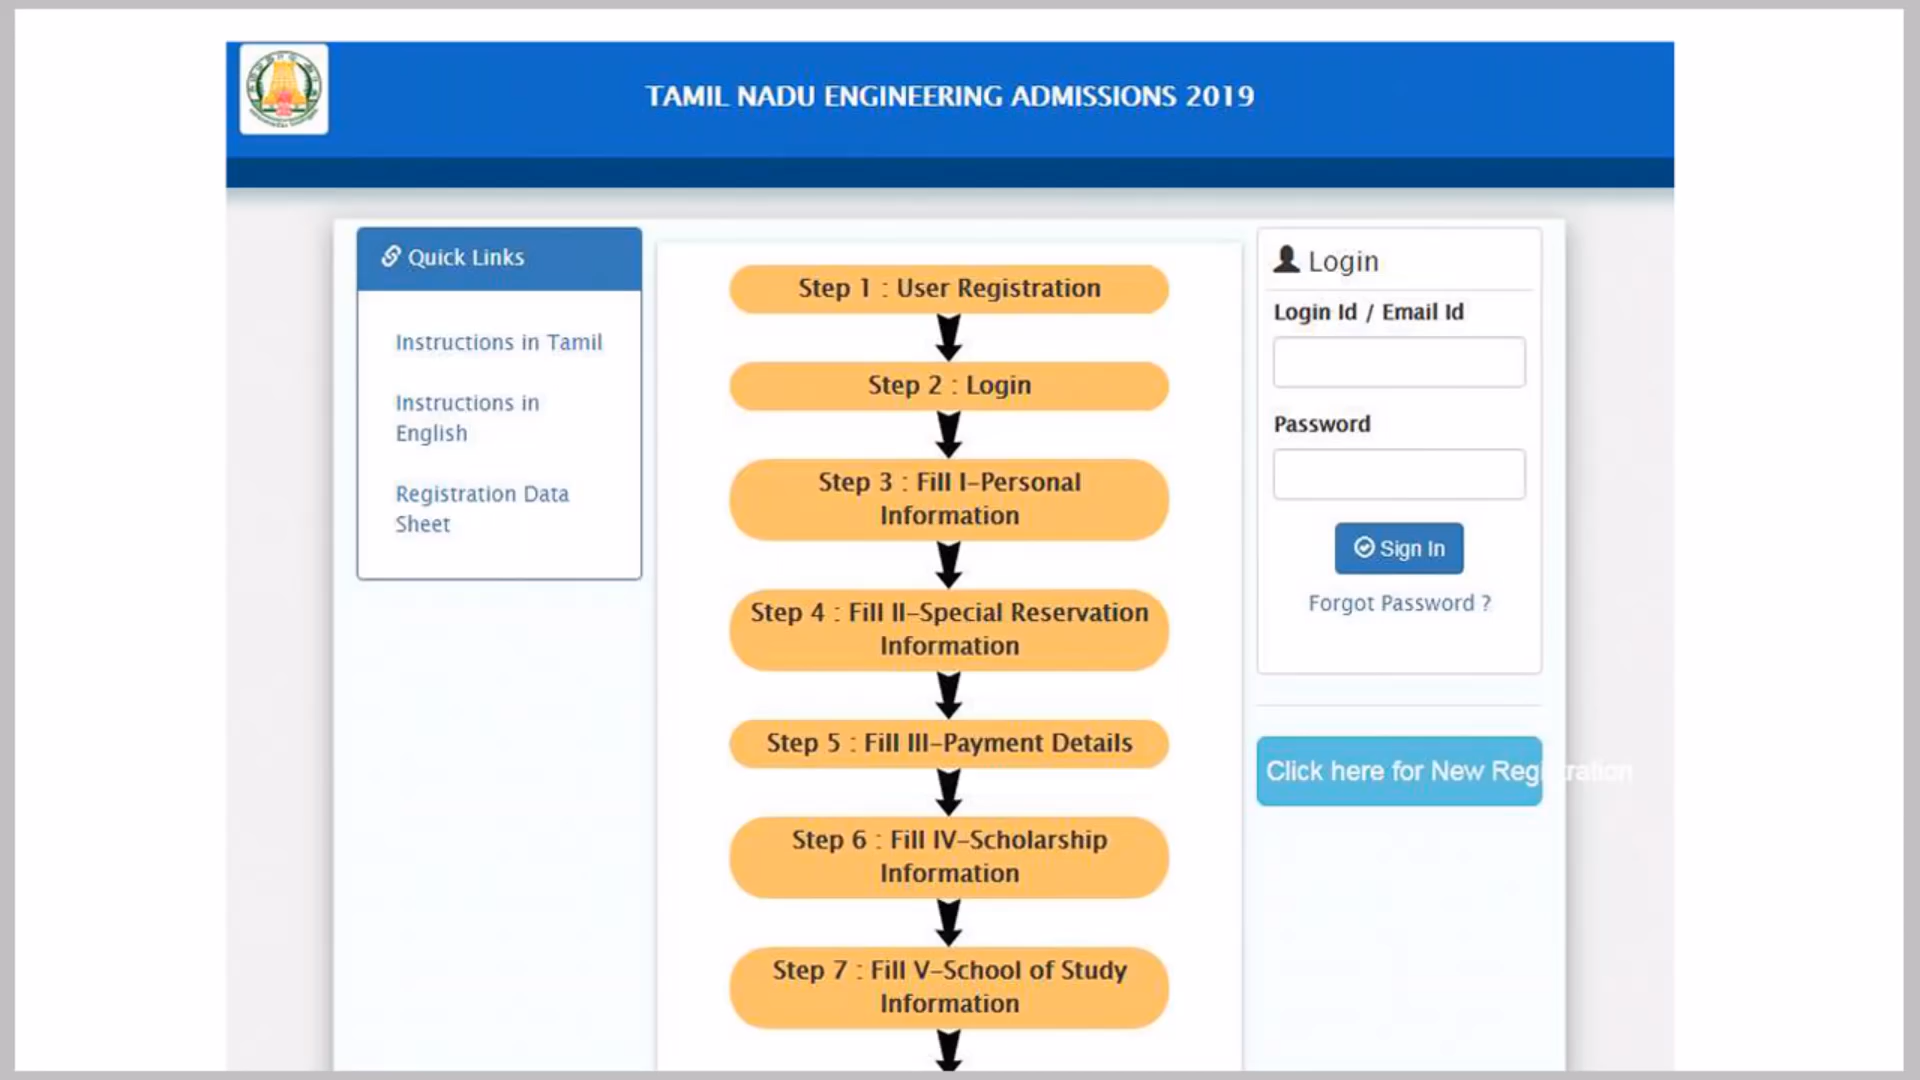 TAMIL NADU ENGINEERING ADMISSIONS 2019
Quick Links
Instructions in Tamil
Instructions in
English
Registration Data
Sheet
Step 1 : User Registration
Step 2 : Login
Step 3 : Fill I-Personal
Information
Step 4 : Fill II-Special Reservation
Information
Step 5 : Fill III-Payment Details
Step 6 : Fill IV-Scholarship
Information
Step 7 : Fill V-School of Study
Information
Login
Login Id / Email Id
Password
Sign In
Forgot Password ?
Click here for New Registration